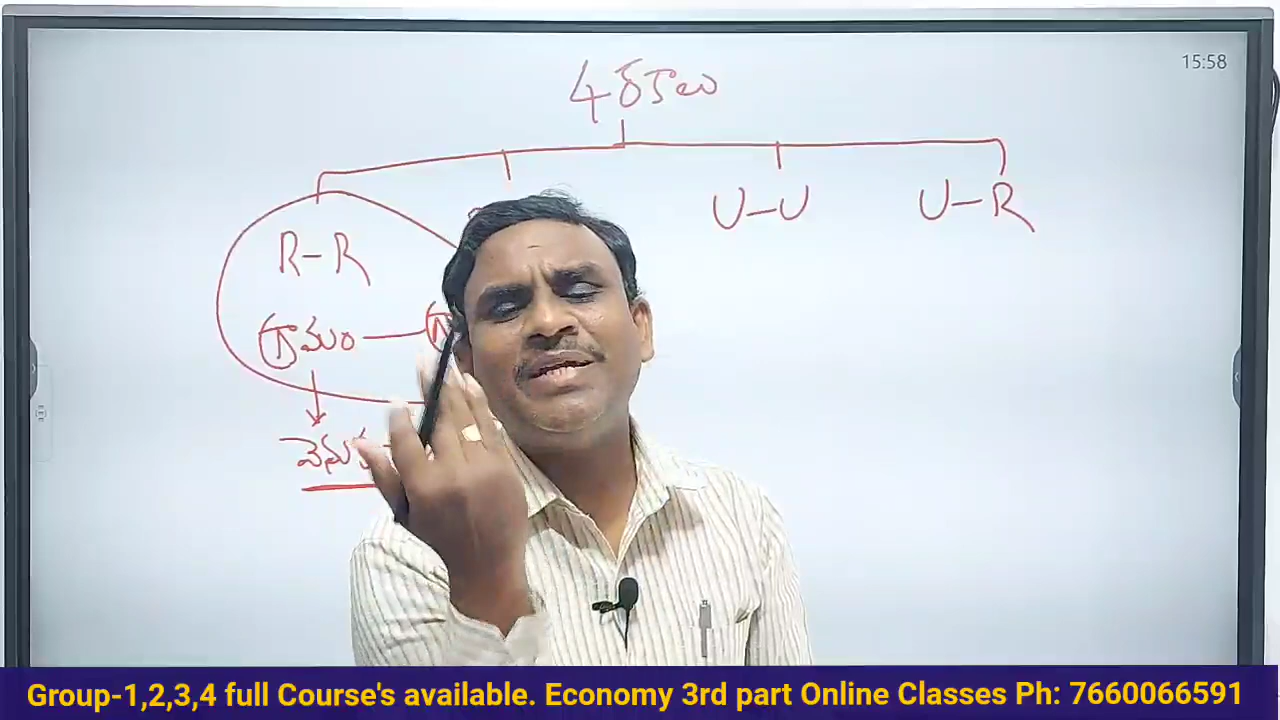 15:58
4 రకాలు
U-U U-R
R-R
గ్రామం
Group-1,2,3,4 full Course's available. Economy 3rd part Online Classes Ph: 7660066591